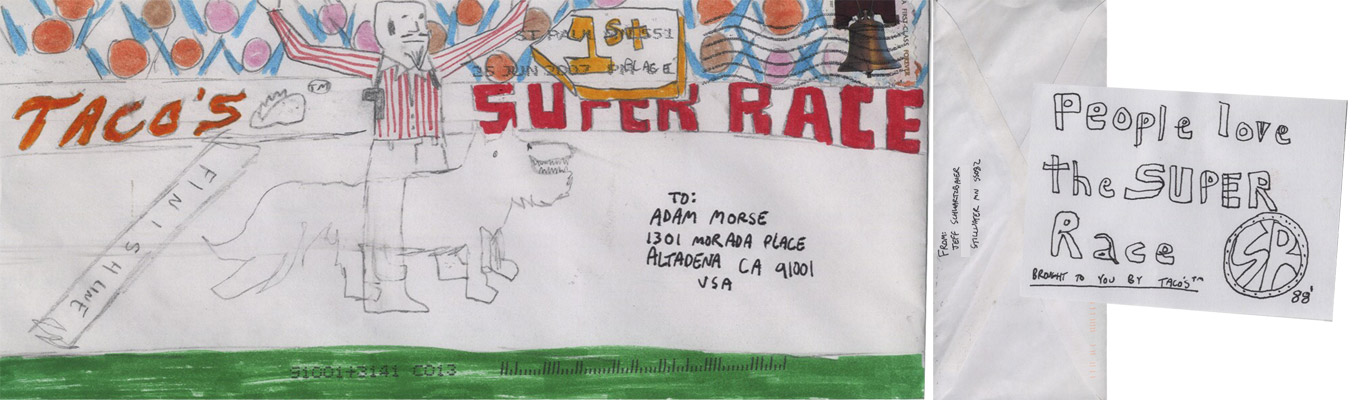 1st
PLACE
ST PAUL MN 551
25 JUN 2007 PM
A FIRST-CLASS FOREVER
TACO'S ™
SUPER RACE
FINISH LINE
TO:
ADAM MORSE
1301 MORADA PLACE
ALTADENA CA 91001
USA
91001+3141 C013
FROM:
JEFF SCHWARTZBAUER
STILLWATER MN 55082
People love
the SUPER
Race
SR
BROUGHT TO YOU BY TACO'S™
88'